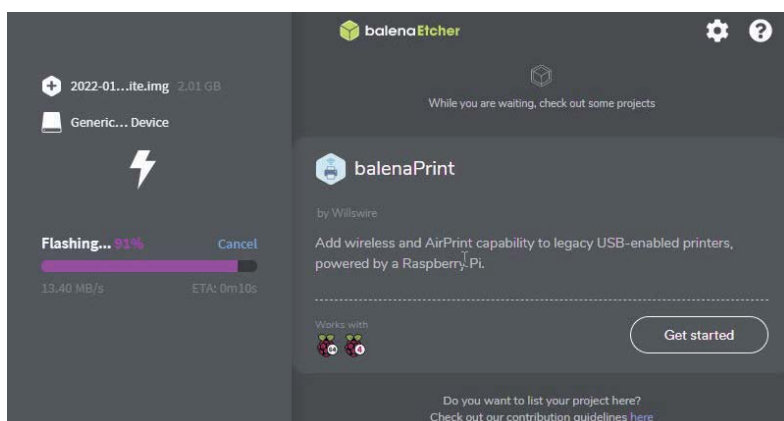 balenaEtcher
2022-01...ite.img 2.01 GB
Generic... Device
Flashing... 91% Cancel
13.40 MB/s ETA: 0m10s
While you are waiting, check out some projects
balenaPrint
by Willswire
Add wireless and AirPrint capability to legacy USB-enabled printers,
powered by a Raspberry Pi.
Works with
64 4
Get started
Do you want to list your project here?
Check out our contribution guidelines here